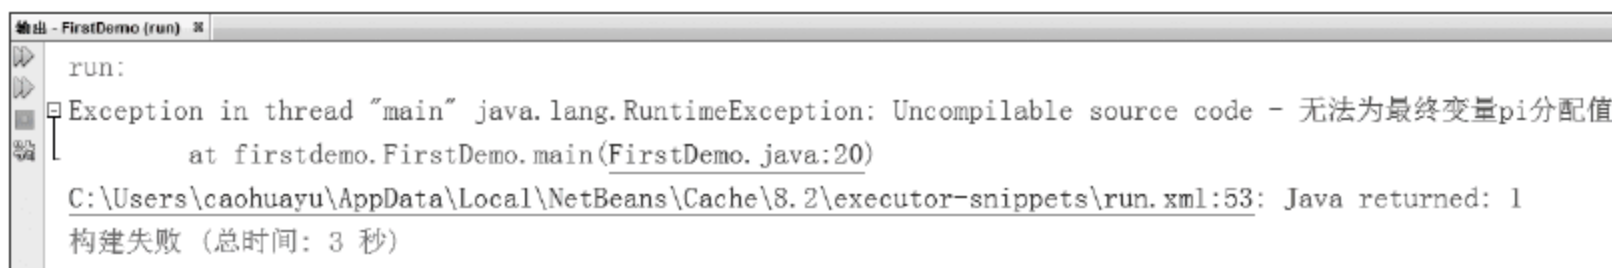 输出 - FirstDemo (run)
run:
Exception in thread "main" java.lang.RuntimeException: Uncompilable source code - 无法为最终变量pi分配值
at firstdemo.FirstDemo.main(FirstDemo.java:20)
C:\Users\caohuayu\AppData\Local\NetBeans\Cache\8.2\executor-snippets\run.xml:53: Java returned: 1
构建失败 (总时间: 3 秒)